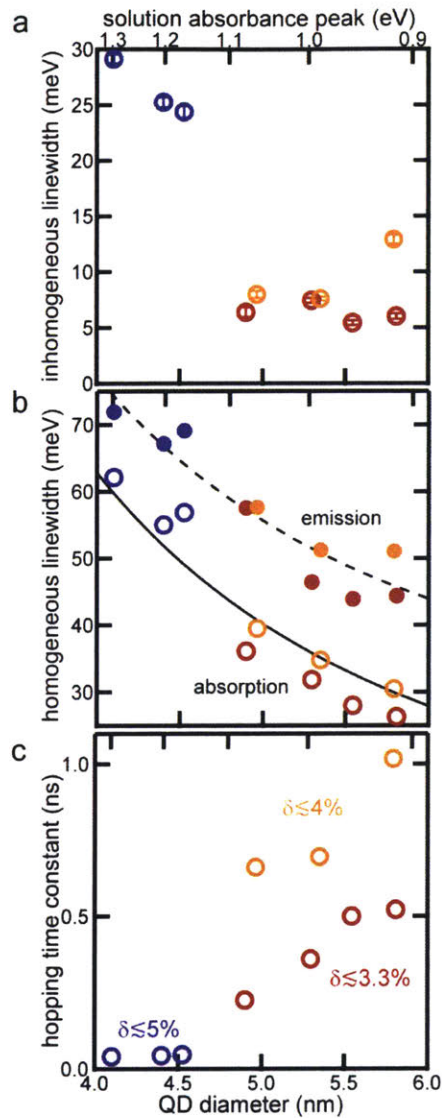 a
solution absorbance peak (eV)
1.3 1.2 1.1 1.0 0.9
inhomogeneous linewidth (meV)
30
25
20
15
10
5
0
b
homogeneous linewidth (meV)
70
60
50
40
30
emission
absorption
c
hopping time constant (ns)
1.0
0.5
0.0
δ≲4%
δ≲3.3%
δ≲5%
4.0 4.5 5.0 5.5 6.0
QD diameter (nm)